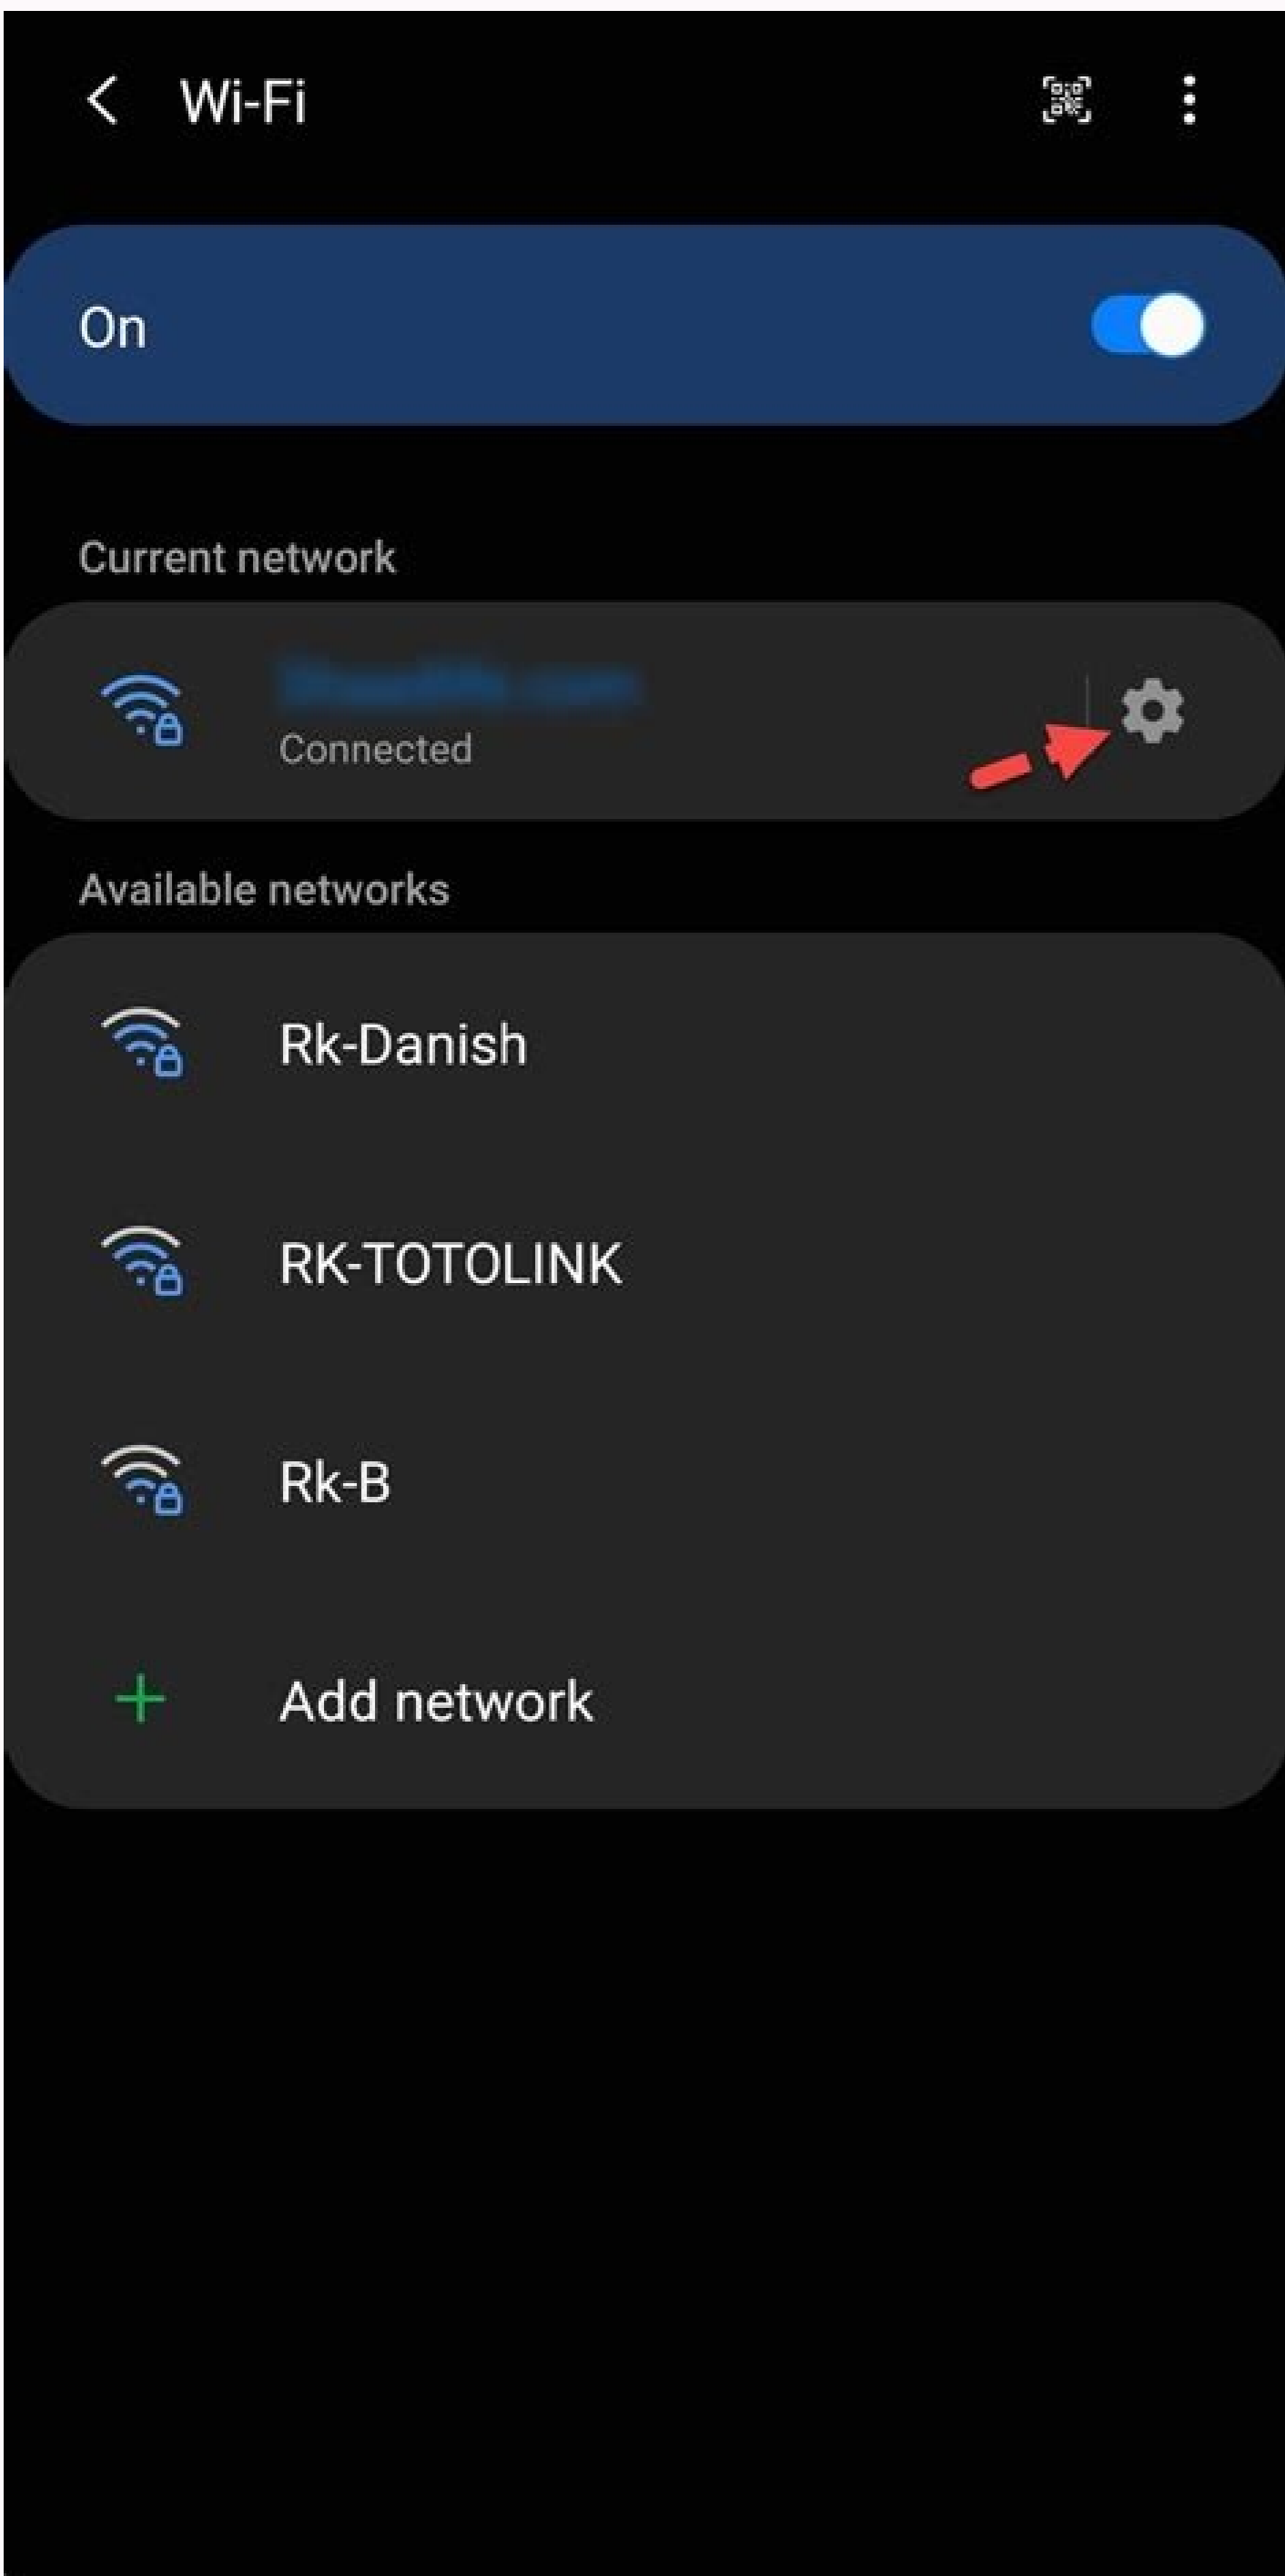 Wi-Fi
On
Current network
Connected
Available networks
Rk-Danish
RK-TOTOLINK
Rk-B
Add network